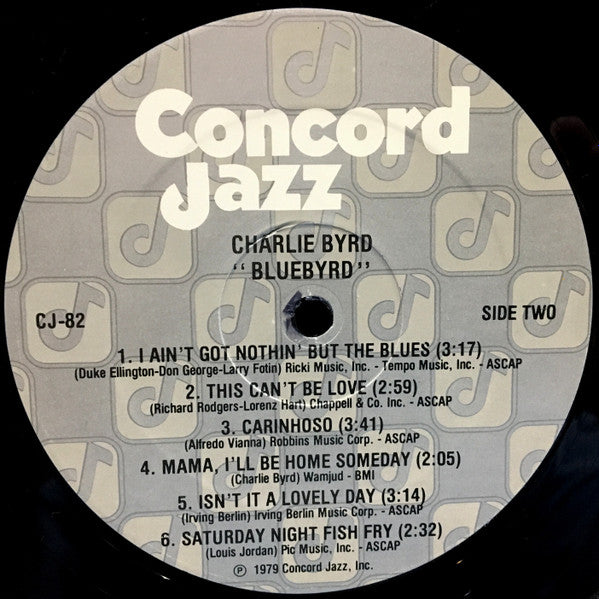 Concord
Jazz
CHARLIE BYRD
"BLUEBYRD"
CJ-82
SIDE TWO
1. I AIN'T GOT NOTHIN' BUT THE BLUES (3:17)
(Duke Ellington-Don George-Larry Fotin) Ricki Music, Inc. - Tempo Music, Inc. - ASCAP
2. THIS CAN'T BE LOVE (2:59)
(Richard Rodgers-Lorenz Hart) Chappell & Co. Inc. - ASCAP
3. CARINHOSO (3:41)
(Alfredo Vianna) Robbins Music Corp. - ASCAP
4. MAMA, I'LL BE HOME SOMEDAY (2:05)
(Charlie Byrd) Wamjud - BMI
5. ISN'T IT A LOVELY DAY (3:14)
(Irving Berlin) Irving Berlin Music Corp. - ASCAP
6. SATURDAY NIGHT FISH FRY (2:32)
(Louis Jordan) Pic Music, Inc. - ASCAP
℗ 1979 Concord Jazz, Inc.